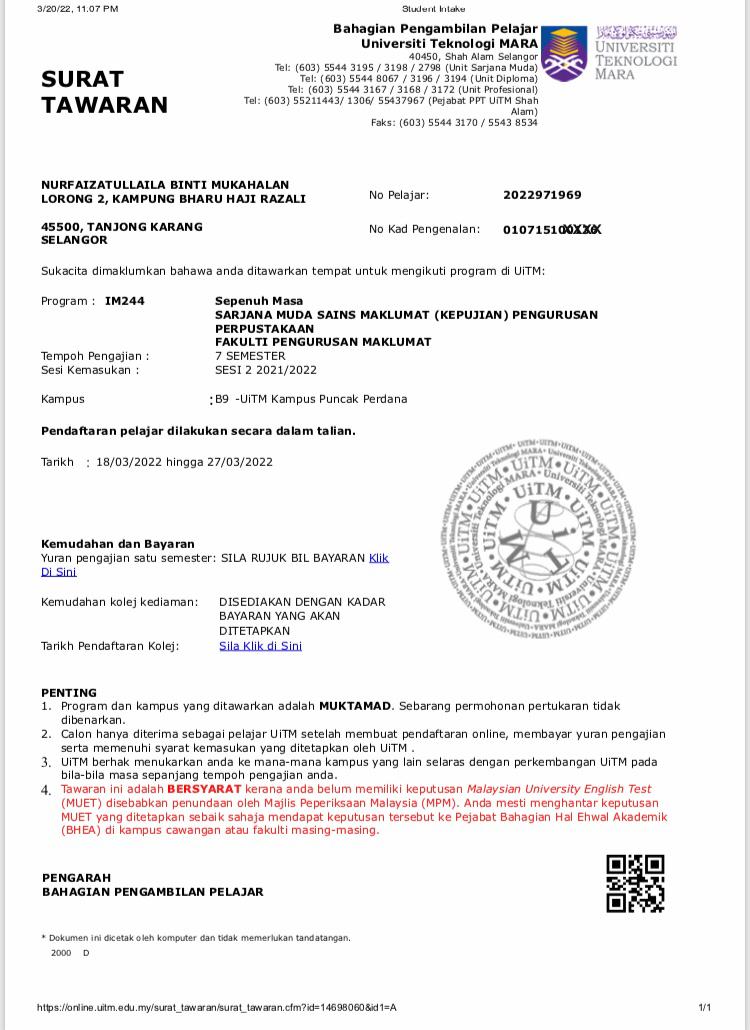 3/20/22, 11:07 PM Student Intake
Bahagian Pengambilan Pelajar
Universiti Teknologi MARA
40450, Shah Alam Selangor
Tel: (603) 5544 3195 / 3198 / 2798 (Unit Sarjana Muda)
Tel: (603) 5544 8067 / 3196 / 3194 (Unit Diploma)
Tel: (603) 5544 3167 / 3168 / 3172 (Unit Profesional)
Tel: (603) 55211443/ 1306/ 55437967 (Pejabat PPT UiTM Shah
Alam)
Faks: (603) 5544 3170 / 5543 8534
UNIVERSITI
TEKNOLOGI
MARA
SURAT
TAWARAN
NURFAIZATULLAILA BINTI MUKAHALAN
LORONG 2, KAMPUNG BHARU HAJI RAZALI
No Pelajar: 2022971969
45500, TANJONG KARANG
SELANGOR
No Kad Pengenalan: 01071510XXXX
Sukacita dimaklumkan bahawa anda ditawarkan tempat untuk mengikuti program di UiTM:
Program : IM244 Sepenuh Masa
SARJANA MUDA SAINS MAKLUMAT (KEPUJIAN) PENGURUSAN
PERPUSTAKAAN
FAKULTI PENGURUSAN MAKLUMAT
Tempoh Pengajian : 7 SEMESTER
Sesi Kemasukan : SESI 2 2021/2022
Kampus : B9 -UiTM Kampus Puncak Perdana
Pendaftaran pelajar dilakukan secara dalam talian.
Tarikh : 18/03/2022 hingga 27/03/2022
UiTM
Universiti Teknologi MARA
Kemudahan dan Bayaran
Yuran pengajian satu semester: SILA RUJUK BIL BAYARAN Klik
Di Sini
Kemudahan kolej kediaman: DISEDIAKAN DENGAN KADAR
BAYARAN YANG AKAN
DITETAPKAN
Tarikh Pendaftaran Kolej: Sila Klik di Sini
PENTING
1. Program dan kampus yang ditawarkan adalah MUKTAMAD. Sebarang permohonan pertukaran tidak
dibenarkan.
2. Calon hanya diterima sebagai pelajar UiTM setelah membuat pendaftaran online, membayar yuran pengajian
serta memenuhi syarat kemasukan yang ditetapkan oleh UiTM .
3. UiTM berhak menukarkan anda ke mana-mana kampus yang lain selaras dengan perkembangan UiTM pada
bila-bila masa sepanjang tempoh pengajian anda.
4. Tawaran ini adalah BERSYARAT kerana anda belum memiliki keputusan Malaysian University English Test
(MUET) disebabkan penundaan oleh Majlis Peperiksaan Malaysia (MPM). Anda mesti menghantar keputusan
MUET yang ditetapkan sebaik sahaja mendapat keputusan tersebut ke Pejabat Bahagian Hal Ehwal Akademik
(BHEA) di kampus cawangan atau fakulti masing-masing.
PENGARAH
BAHAGIAN PENGAMBILAN PELAJAR
* Dokumen ini dicetak oleh komputer dan tidak memerlukan tandatangan.
2000 D
https://online.uitm.edu.my/surat_tawaran/surat_tawaran.cfm?id=14698060&id1=A 1/1